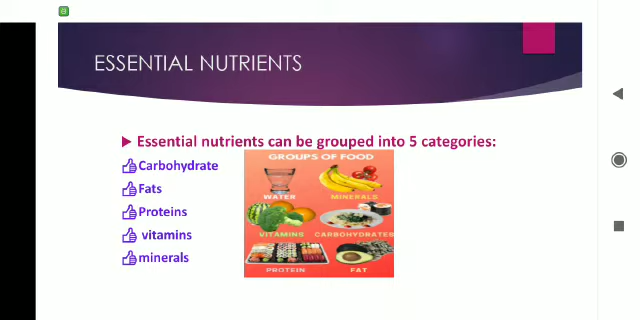 ESSENTIAL NUTRIENTS
Essential nutrients can be grouped into 5 categories:
Carbohydrate
Fats
Proteins
vitamins
minerals
GROUPS OF FOOD
WATER MINERALS
VITAMINS CARBOHYDRATES
PROTEIN FAT